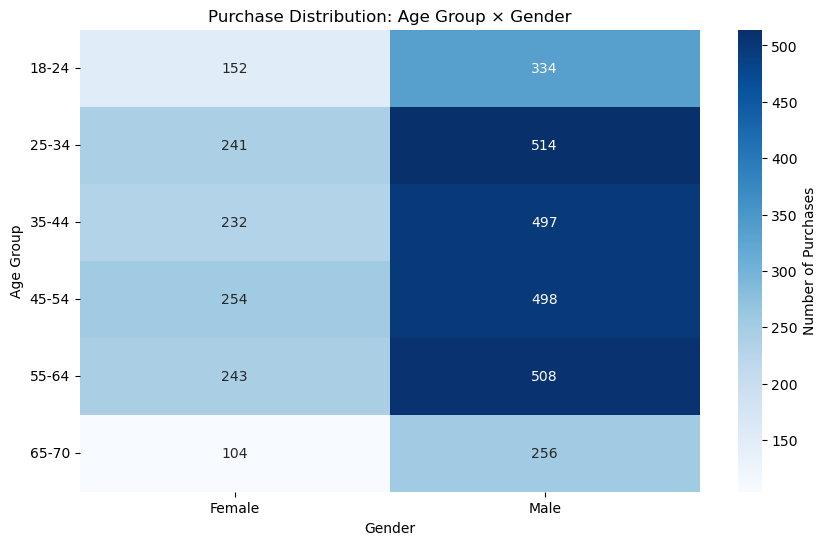 Purchase Distribution: Age Group × Gender
18-24 152 334
25-34 241 514
35-44 232 497
45-54 254 498
55-64 243 508
65-70 104 256
Female Male
Gender
Age Group
500
450
400
350
300
250
200
150
Number of Purchases